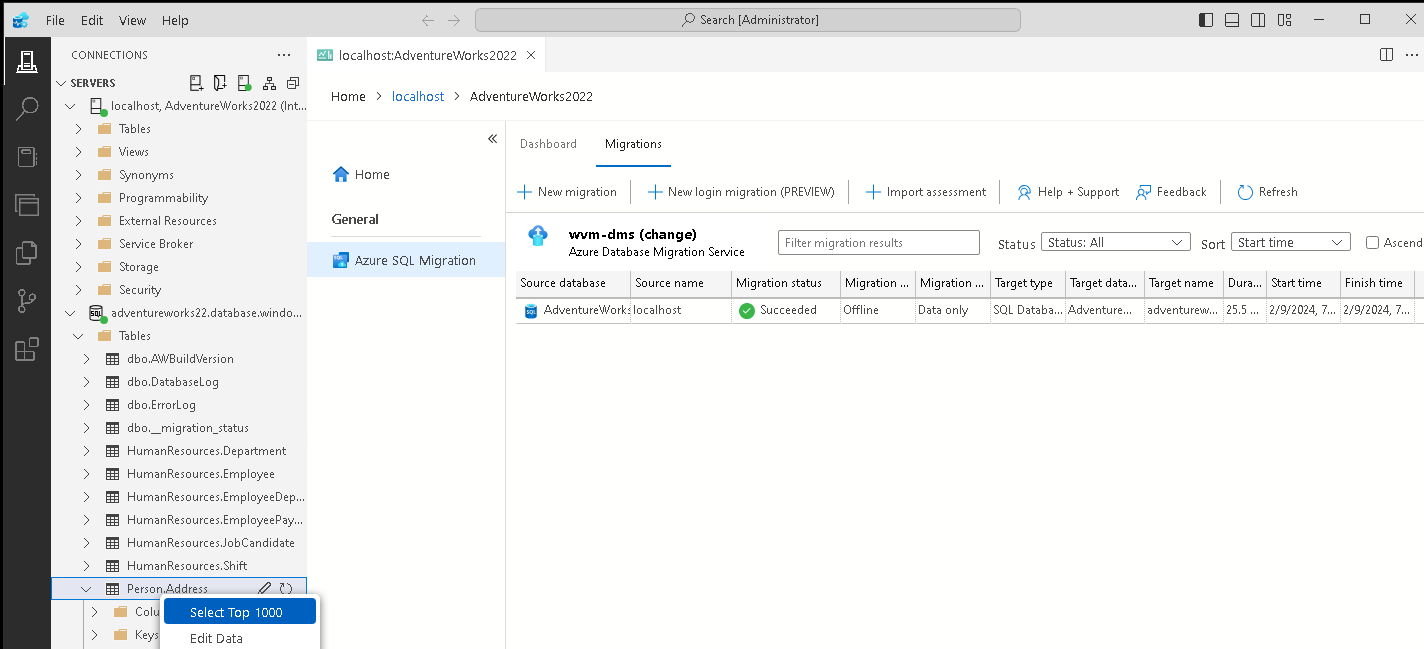 File Edit View Help
Search [Administrator]
CONNECTIONS
SERVERS
localhost, AdventureWorks2022 (Int...
Tables
Views
Synonyms
Programmability
External Resources
Service Broker
Storage
Security
SQL
adventureworks22.database.windo...
Tables
dbo.AWBuildVersion
dbo.DatabaseLog
dbo.ErrorLog
dbo.__migration_status
HumanResources.Department
HumanResources.Employee
HumanResources.EmployeeDep...
HumanResources.EmployeePay...
HumanResources.JobCandidate
HumanResources.Shift
Person.Address
Colu
Keys
Select Top 1000
Edit Data
localhost:AdventureWorks2022
Home > localhost > AdventureWorks2022
Home
General
Azure SQL Migration
Dashboard Migrations
New migration New login migration (PREVIEW) Import assessment Help + Support Feedback Refresh
wvm-dms (change)
Azure Database Migration Service
Filter migration results
Status Status: All Sort Start time Ascend
Source database Source name Migration status Migration ... Migration ... Target type Target data... Target name Dura... Start time Finish time
AdventureWorks localhost Succeeded Offline Data only SQL Databa... Adventure... adventurew... 25.5 ... 2/9/2024, 7... 2/9/2024, 7...